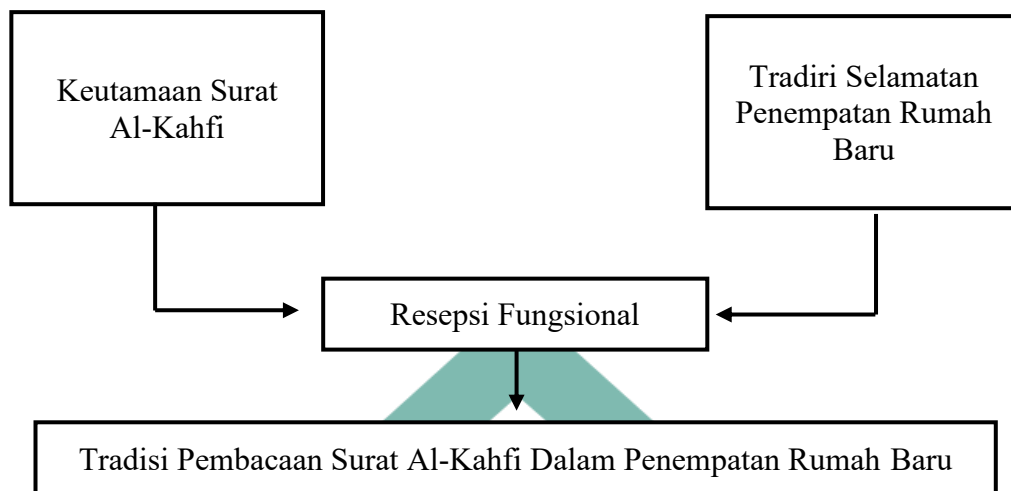 Keutamaan Surat
Al-Kahfi
Tradiri Selamatan
Penempatan Rumah
Baru
Resepsi Fungsional
Tradisi Pembacaan Surat Al-Kahfi Dalam Penempatan Rumah Baru